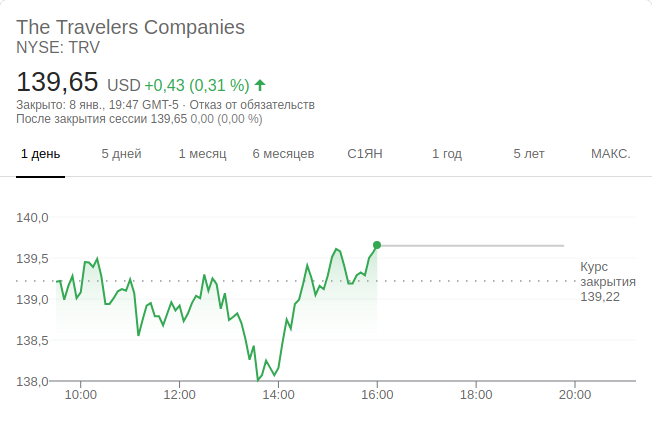 The Travelers Companies
NYSE: TRV
139,65 USD +0,43 (0,31 %)
Закрыто: 8 янв., 19:47 GMT-5 · Отказ от обязательств
После закрытия сессии 139,65 0,00 (0,00 %)
1 день 5 дней 1 месяц 6 месяцев С1ЯН 1 год 5 лет МАКС.
140,0
139,5
Курс
закрытия
139,22
139,0
138,5
138,0
10:00 12:00 14:00 16:00 18:00 20:00